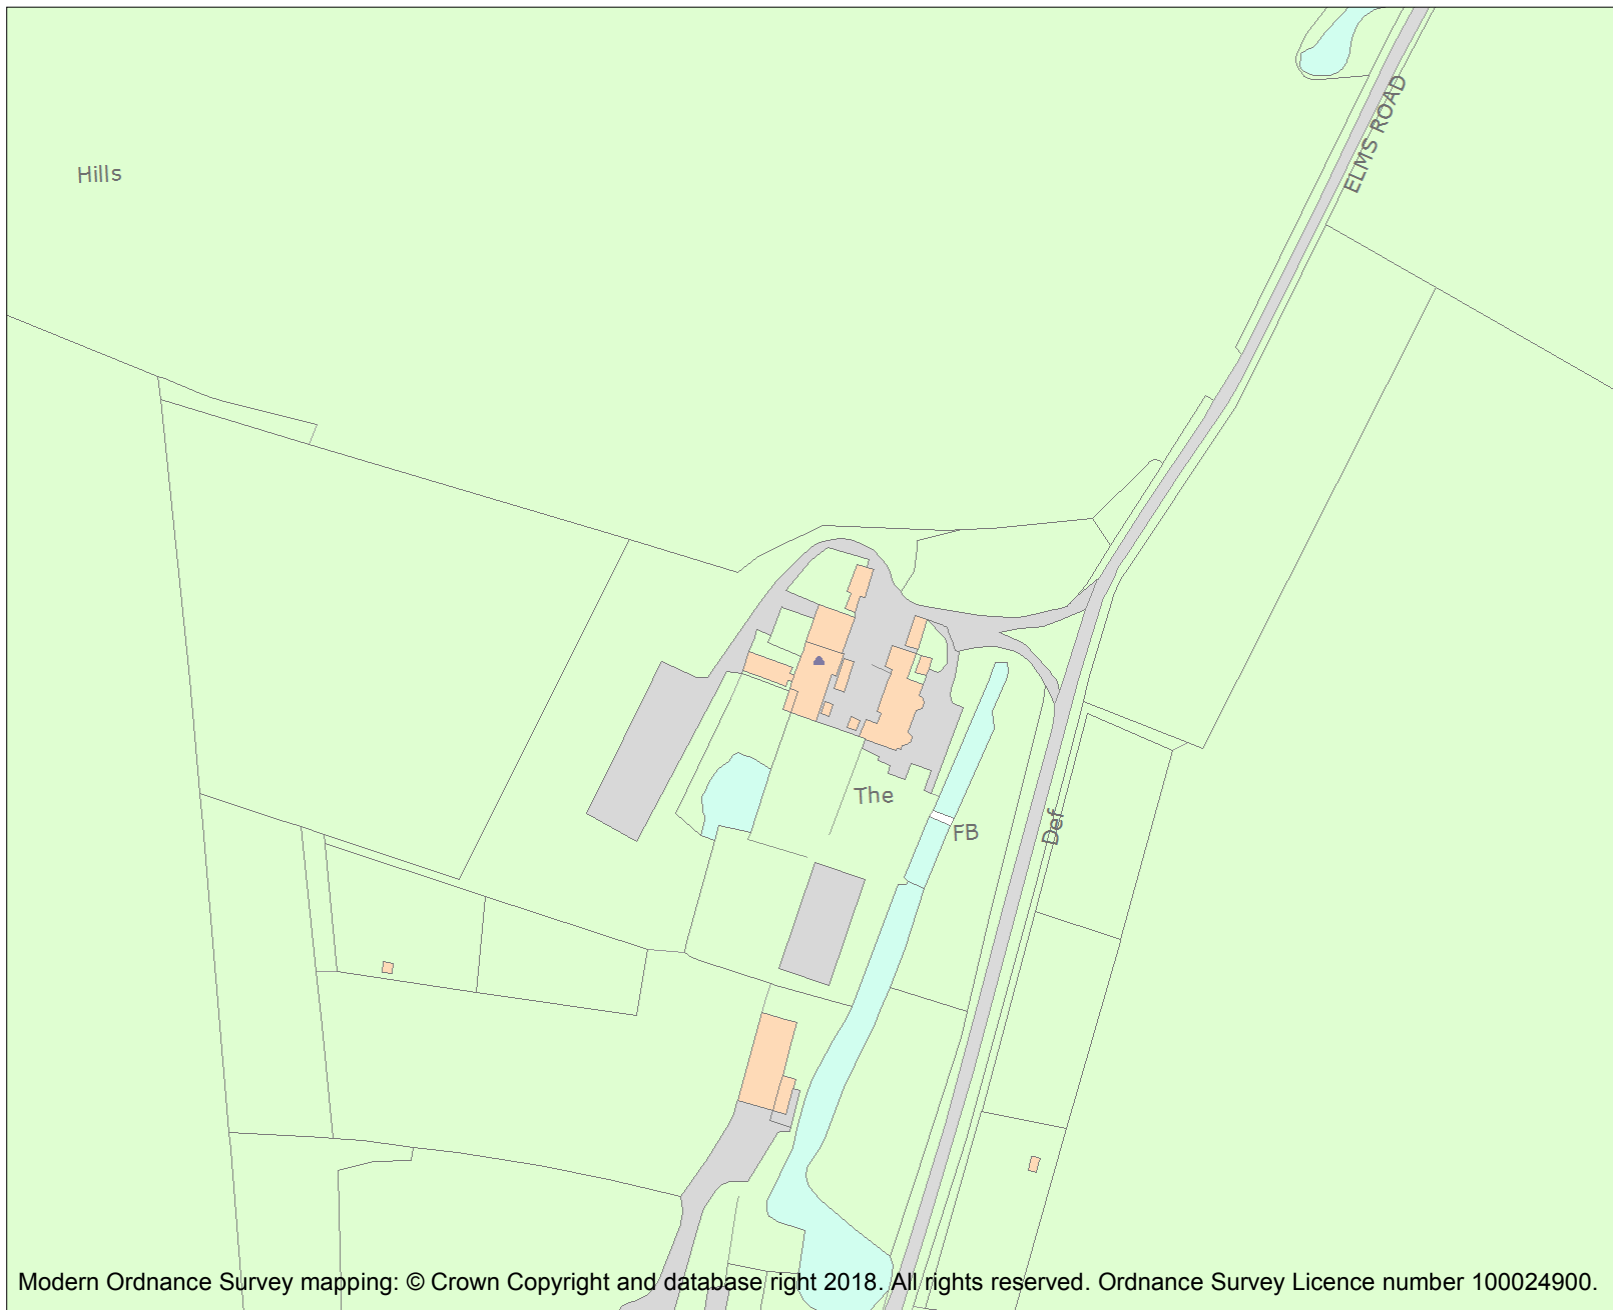 ELMS ROAD
Hills
The
FB
Def
Modern Ordnance Survey mapping: © Crown Copyright and database right 2018. All rights reserved. Ordnance Survey Licence number 100024900.